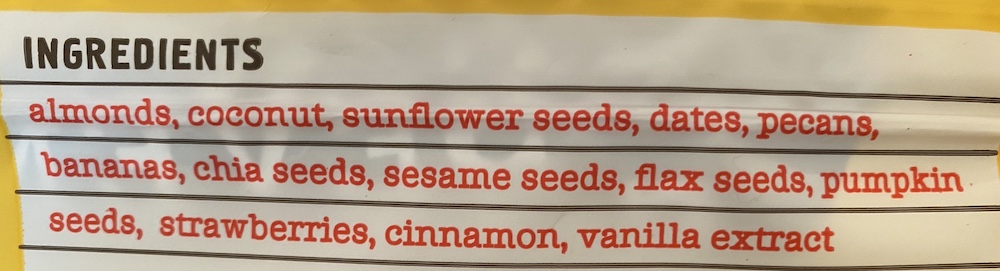 INGREDIENTS
almonds, coconut, sunflower seeds, dates, pecans,
bananas, chia seeds, sesame seeds, flax seeds, pumpkin
seeds, strawberries, cinnamon, vanilla extract